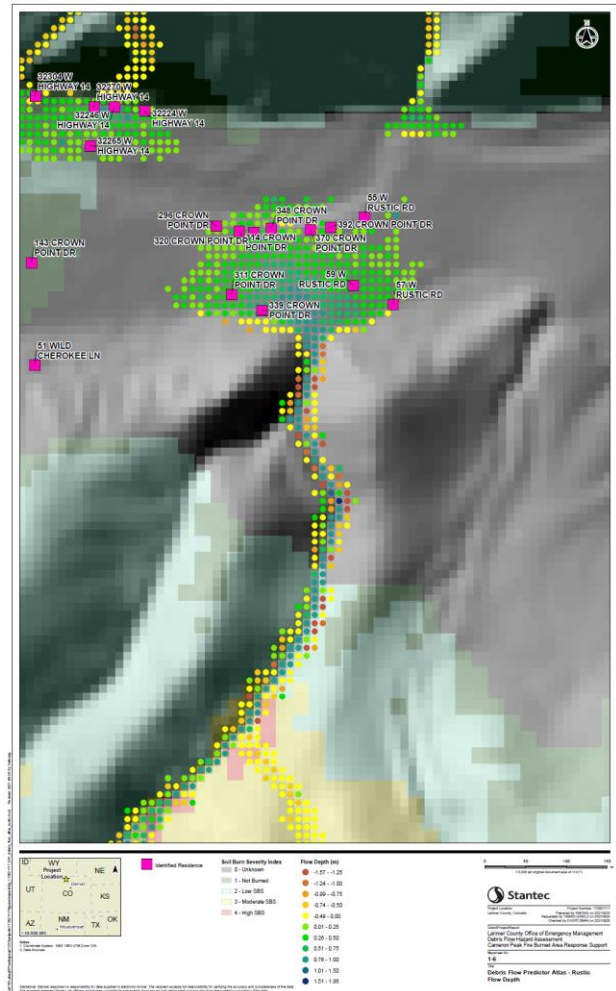 32304 W
HIGHWAY 14
32270 W
HIGHWAY 14
32246 W
HIGHWAY 14
32224 W
HIGHWAY 14
32265 W
HIGHWAY 14
55 W
RUSTIC RD
348 CROWN
POINT DR
296 CROWN
POINT DR
392 CROWN POINT DR
320 CROWN POINT DR
314 CROWN
POINT DR
370 CROWN
POINT DR
143 CROWN
POINT DR
311 CROWN
POINT DR
59 W
RUSTIC RD
57 W
RUSTIC RD
339 CROWN
POINT DR
51 WILD
CHEROKEE LN
ID
WY
NE
Project
Location
UT
CO
KS
AZ
NM
TX
OK
Identified Residence
Soil Burn Severity Index
0 - Unknown
1 - Not Burned
2 - Low SBS
3 - Moderate SBS
4 - High SBS
Flow Depth (m)
-1.57 - -1.25
-1.24 - -1.00
-0.99 - -0.75
-0.74 - -0.50
-0.49 - 0.00
0.01 - 0.25
0.26 - 0.50
0.51 - 0.75
0.76 - 1.00
1.01 - 1.50
1.51 - 1.85
Stantec
Larimer County Office of Emergency Management
Debris Flow Hazard Assessment
Cameron Peak Fire Burned Area Response Support
1-6
Debris Flow Predictor Atlas - Rustic
Flow Depth